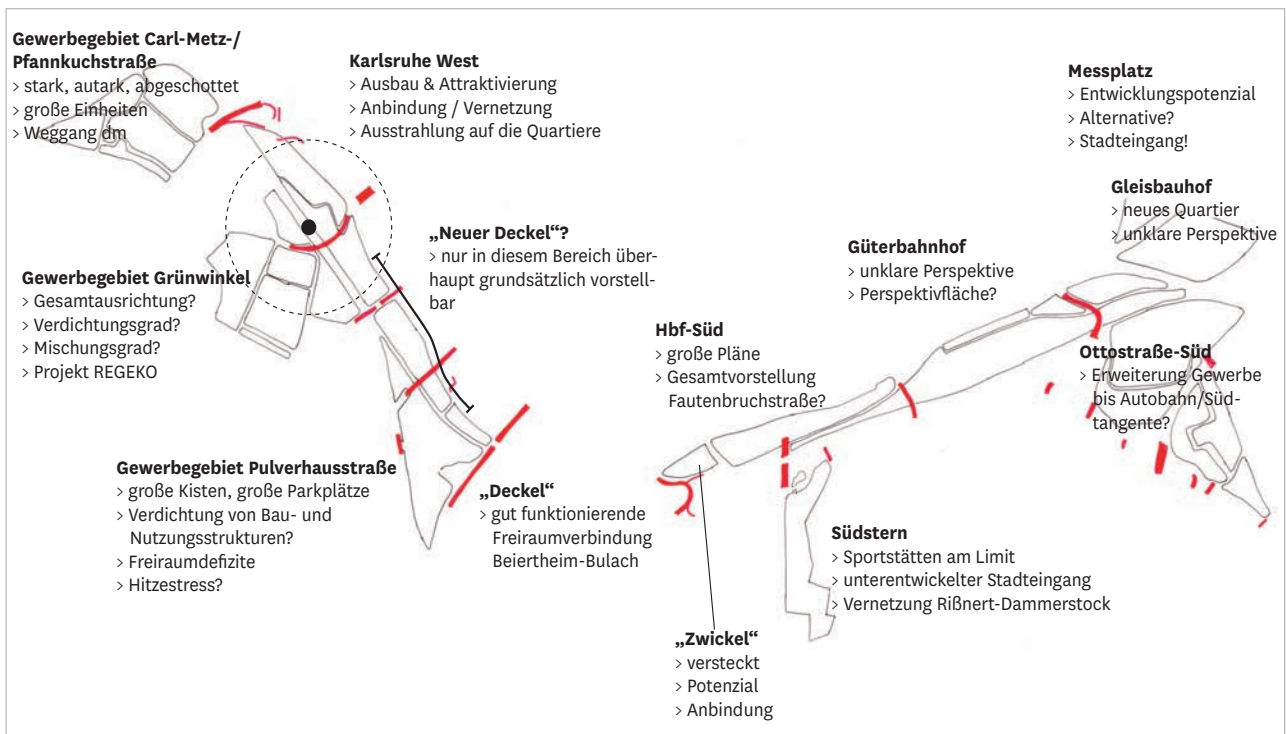 Gewerbegebiet Carl-Metz-/
Pfannkuchstraße
> stark, autark, abgeschottet
> große Einheiten
> Weggang dm
Karlsruhe West
> Ausbau & Attraktivierung
> Anbindung / Vernetzung
> Ausstrahlung auf die Quartiere
Messplatz
> Entwicklungspotenzial
> Alternative?
> Stadteingang!
Gleisbauhof
> neues Quartier
> unklare Perspektive
„Neuer Deckel“?
> nur in diesem Bereich über-
haupt grundsätzlich vorstell-
bar
Güterbahnhof
> unklare Perspektive
> Perspektivfläche?
Gewerbegebiet Grünwinkel
> Gesamtausrichtung?
> Verdichtungsgrad?
> Mischungsgrad?
> Projekt REGEKO
Hbf-Süd
> große Pläne
> Gesamtvorstellung
Fautenbruchstraße?
Ottostraße-Süd
> Erweiterung Gewerbe
bis Autobahn/Süd-
tangente?
Gewerbegebiet Pulverhausstraße
> große Kisten, große Parkplätze
> Verdichtung von Bau- und
Nutzungsstrukturen?
> Freiraumdefizite
> Hitzestress?
„Deckel“
> gut funktionierende
Freiraumverbindung
Beiertheim-Bulach
Südstern
> Sportstätten am Limit
> unterentwickelter Stadteingang
> Vernetzung Rißnert-Dammerstock
„Zwickel“
> versteckt
> Potenzial
> Anbindung